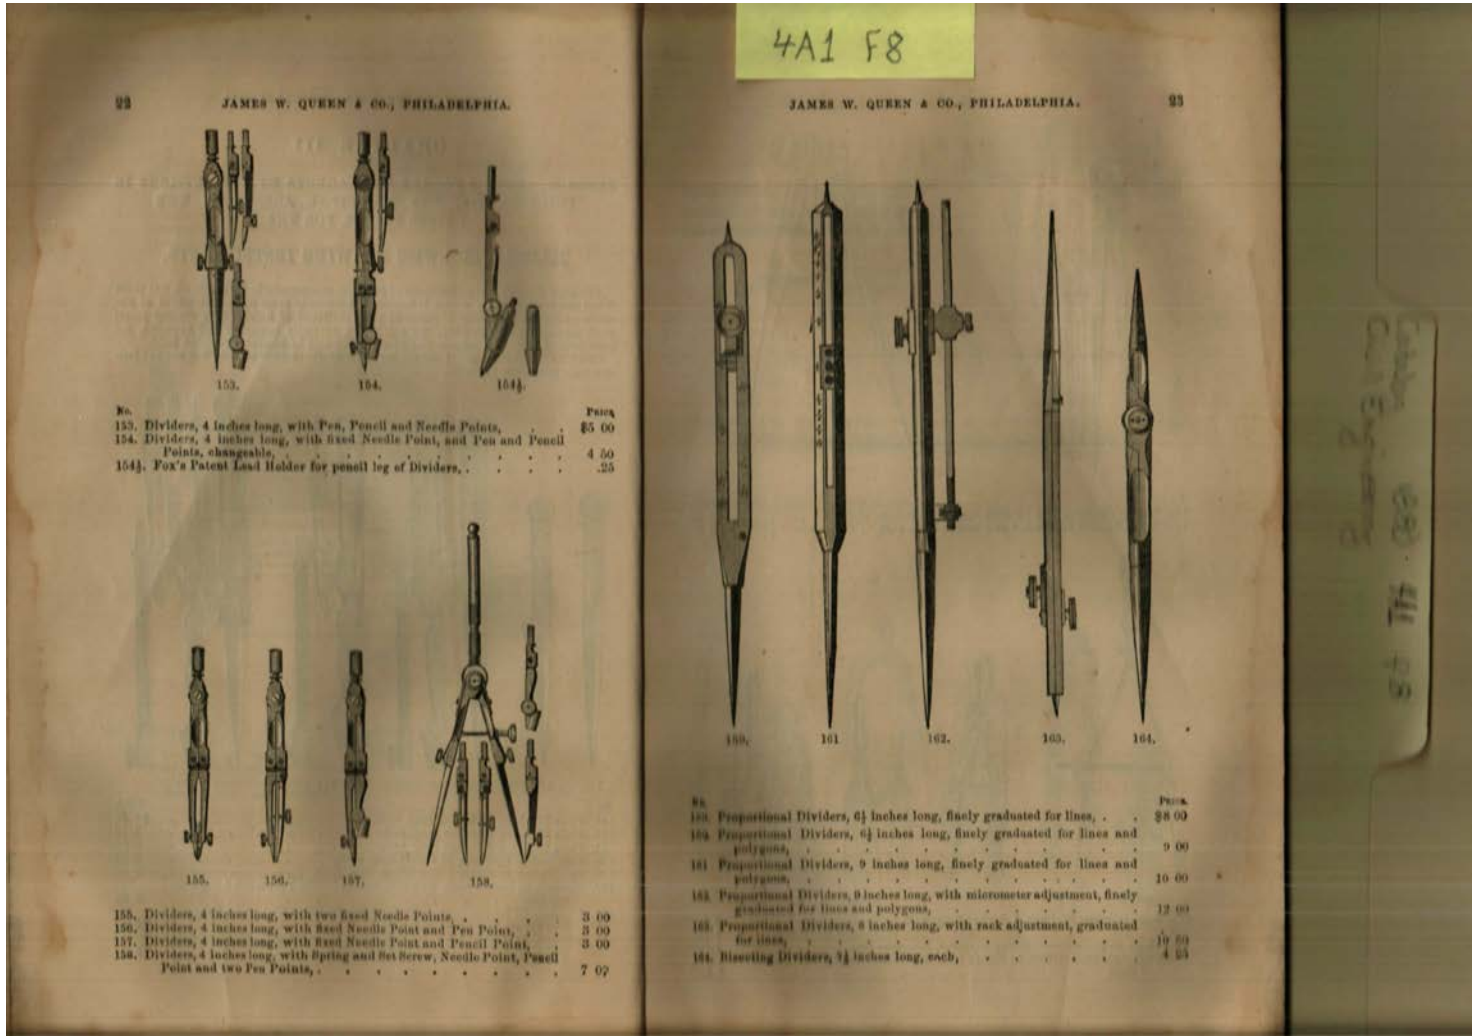 4A1 F8
22 JAMES W. QUEEN & CO., PHILADELPHIA.
153. 154. 154½.
No. PRICE
153. Dividers, 4 inches long, with Pen, Pencil and Needle Points, . . $5 00
154. Dividers, 4 inches long, with fixed Needle Point, and Pen and Pencil
Points, changeable, . . . . . . . . . 4 50
154½. Fox's Patent Lead Holder for pencil leg of Dividers, . . . . .25
155. 156. 157. 158.
155. Dividers, 4 inches long, with two fixed Needle Points, . . . . 3 00
156. Dividers, 4 inches long, with fixed Needle Point and Pen Point, . . 3 00
157. Dividers, 4 inches long, with fixed Needle Point and Pencil Point, . 3 00
158. Dividers, 4 inches long, with Spring and Set Screw, Needle Point, Pencil
Point and two Pen Points, . . . . . . . . 7 0
JAMES W. QUEEN & CO., PHILADELPHIA. 23
159. 161 162. 163. 164.
No. PRICE.
159. Proportional Dividers, 6½ inches long, finely graduated for lines, . . $8 00
160. Proportional Dividers, 6½ inches long, finely graduated for lines and
polygons, . . . . . . . . . . 9 00
161 Proportional Dividers, 9 inches long, finely graduated for lines and
polygons, . . . . . . . . . . 10 00
162. Proportional Dividers, 9 inches long, with micrometer adjustment, finely
graduated for lines and polygons, . . . . . . 12 00
163. Proportional Dividers, inches long, with rack adjustment, graduated
for lines, . . . . . . . . . .
164. Bisecting Dividers, inches long, each, . . . . . . 4